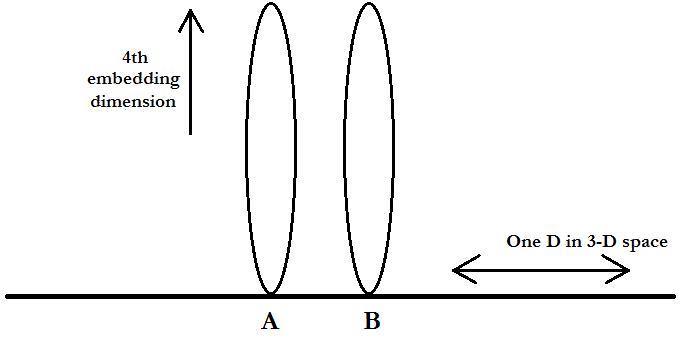 4th
embedding
dimension
One D in 3-D space
A
B